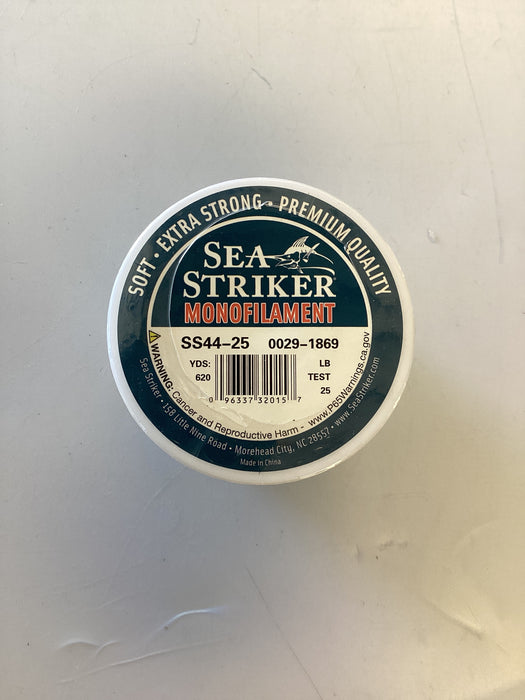 SOFT • EXTRA STRONG • PREMIUM QUALITY
SEA
STRIKER
MONOFILAMENT
SS44-25 0029-1869
YDS:
620
LB
TEST
25
0 96337 32015 7
WARNING: Cancer and Reproductive Harm - www.P65Warnings.ca.gov
Sea Striker • 158 Little Nine Road • Morehead City, NC 28557 • www.SeaStriker.com
Made in China